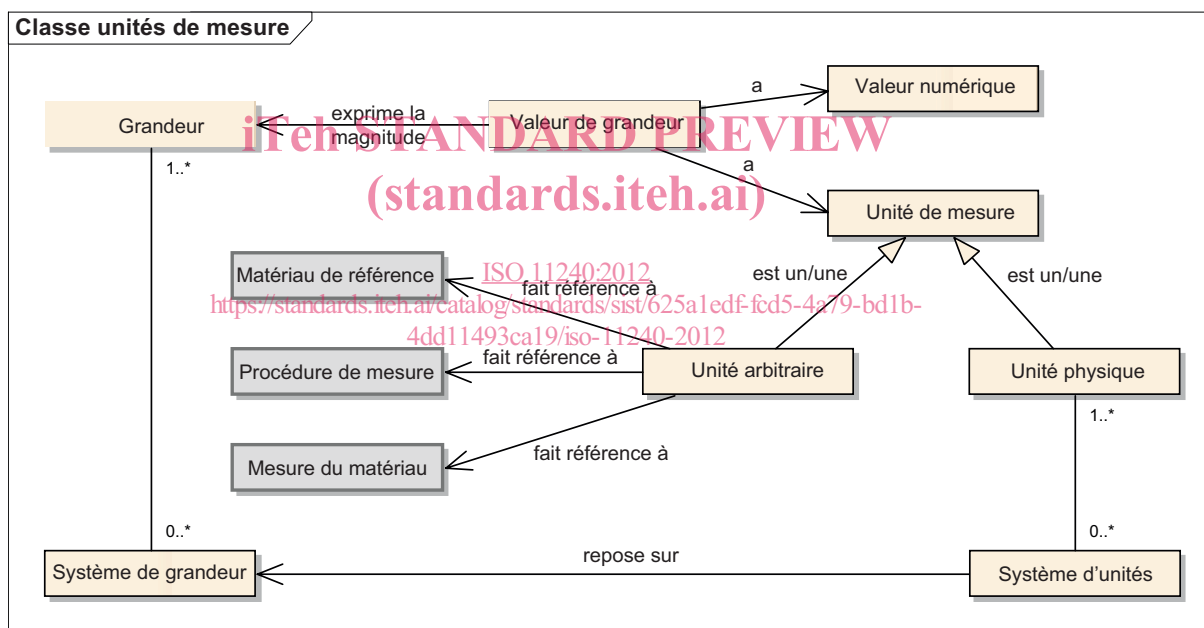 Classe unités de mesure
Valeur numérique
a
exprime la
magnitude
Grandeur
Valeur de grandeur
iTeh STANDARD PREVIEW
1..*
a
(standards.iteh.ai)
Unité de mesure
Matériau de référence
ISO 11240:2012
est un/une
est un/une
fait référence à
https://standards.iteh.ai/catalog/standards/sist/625a1edf-fcd5-4a79-bd1b-
4dd11493ca19/iso-11240-2012
fait référence à
Procédure de mesure
Unité arbitraire
Unité physique
1..*
fait référence à
Mesure du matériau
0..*
0..*
repose sur
Système de grandeur
Système d'unités